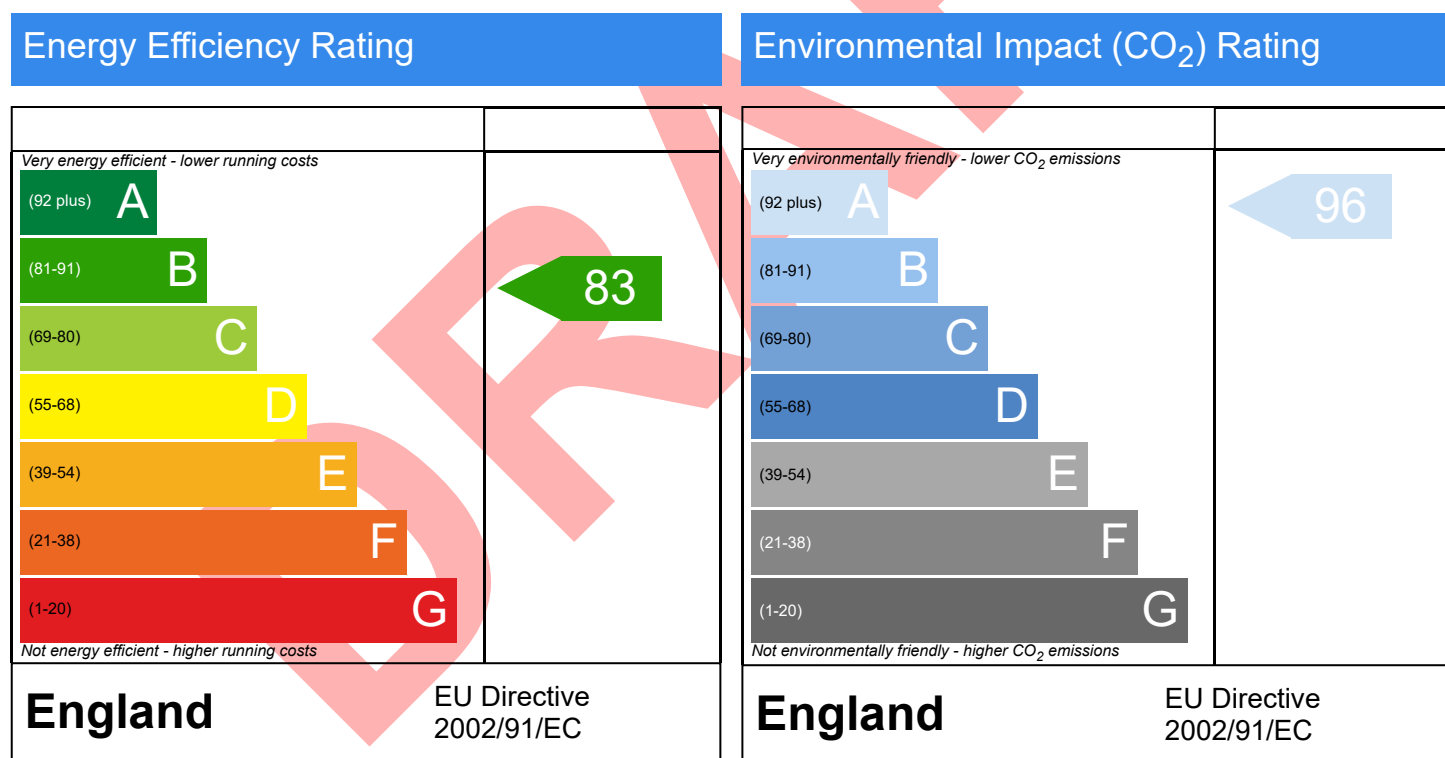 Energy Efficiency Rating
Very energy efficient - lower running costs
(92 plus) A
(81-91) B
83
(69-80) C
(55-68) D
(39-54) E
(21-38) F
(1-20) G
Not energy efficient - higher running costs
England
EU Directive
2002/91/EC
Environmental Impact (CO2) Rating
Very environmentally friendly - lower CO2 emissions
(92 plus) A
96
(81-91) B
(69-80) C
(55-68) D
(39-54) E
(21-38) F
(1-20) G
Not environmentally friendly - higher CO2 emissions
England
EU Directive
2002/91/EC